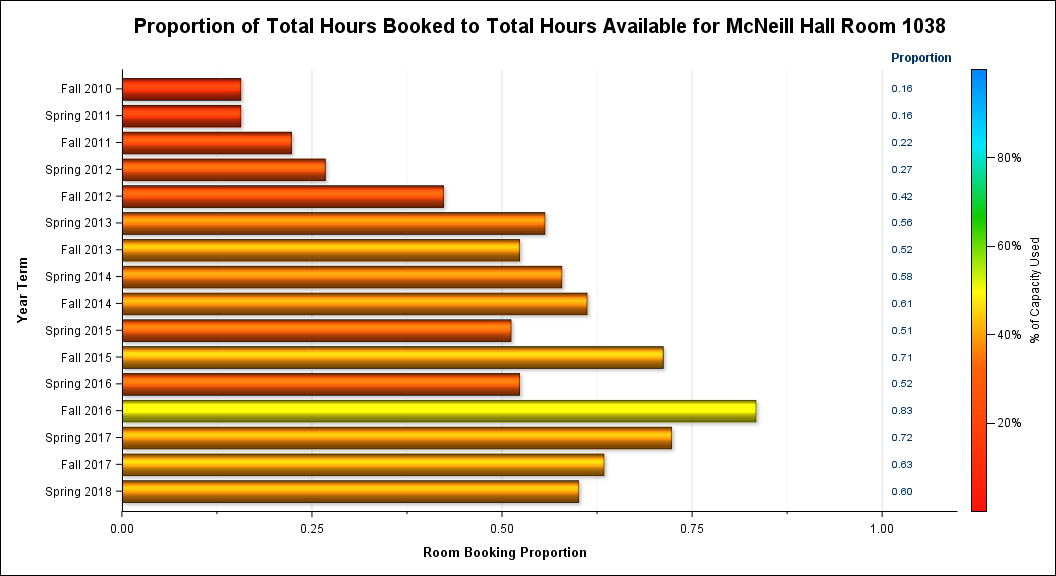 Proportion of Total Hours Booked to Total Hours Available for McNeill Hall Room 1038
Proportion
Fall 2010 0.16
Spring 2011 0.16
Fall 2011 0.22
Spring 2012 0.27
Fall 2012 0.42
Spring 2013 0.56
Fall 2013 0.52
Spring 2014 0.58
Fall 2014 0.61
Spring 2015 0.51
Fall 2015 0.71
Spring 2016 0.52
Fall 2016 0.83
Spring 2017 0.72
Fall 2017 0.63
Spring 2018 0.60
Year Term
0.00 0.25 0.50 0.75 1.00
Room Booking Proportion
80%
60%
40%
20%
% of Capacity Used